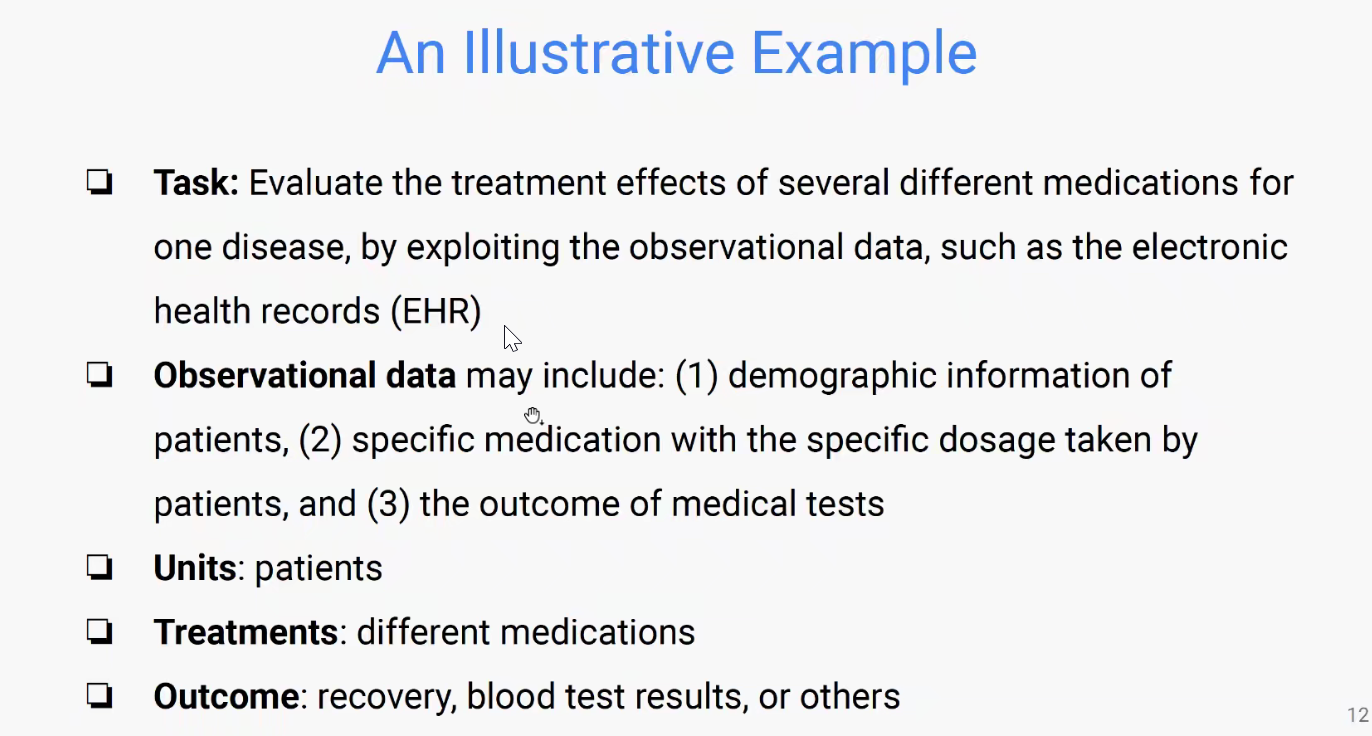 An Illustrative Example
Task: Evaluate the treatment effects of several different medications for
one disease, by exploiting the observational data, such as the electronic
health records (EHR)
Observational data may include: (1) demographic information of
patients, (2) specific medication with the specific dosage taken by
patients, and (3) the outcome of medical tests
Units: patients
Treatments: different medications
Outcome: recovery, blood test results, or others
12